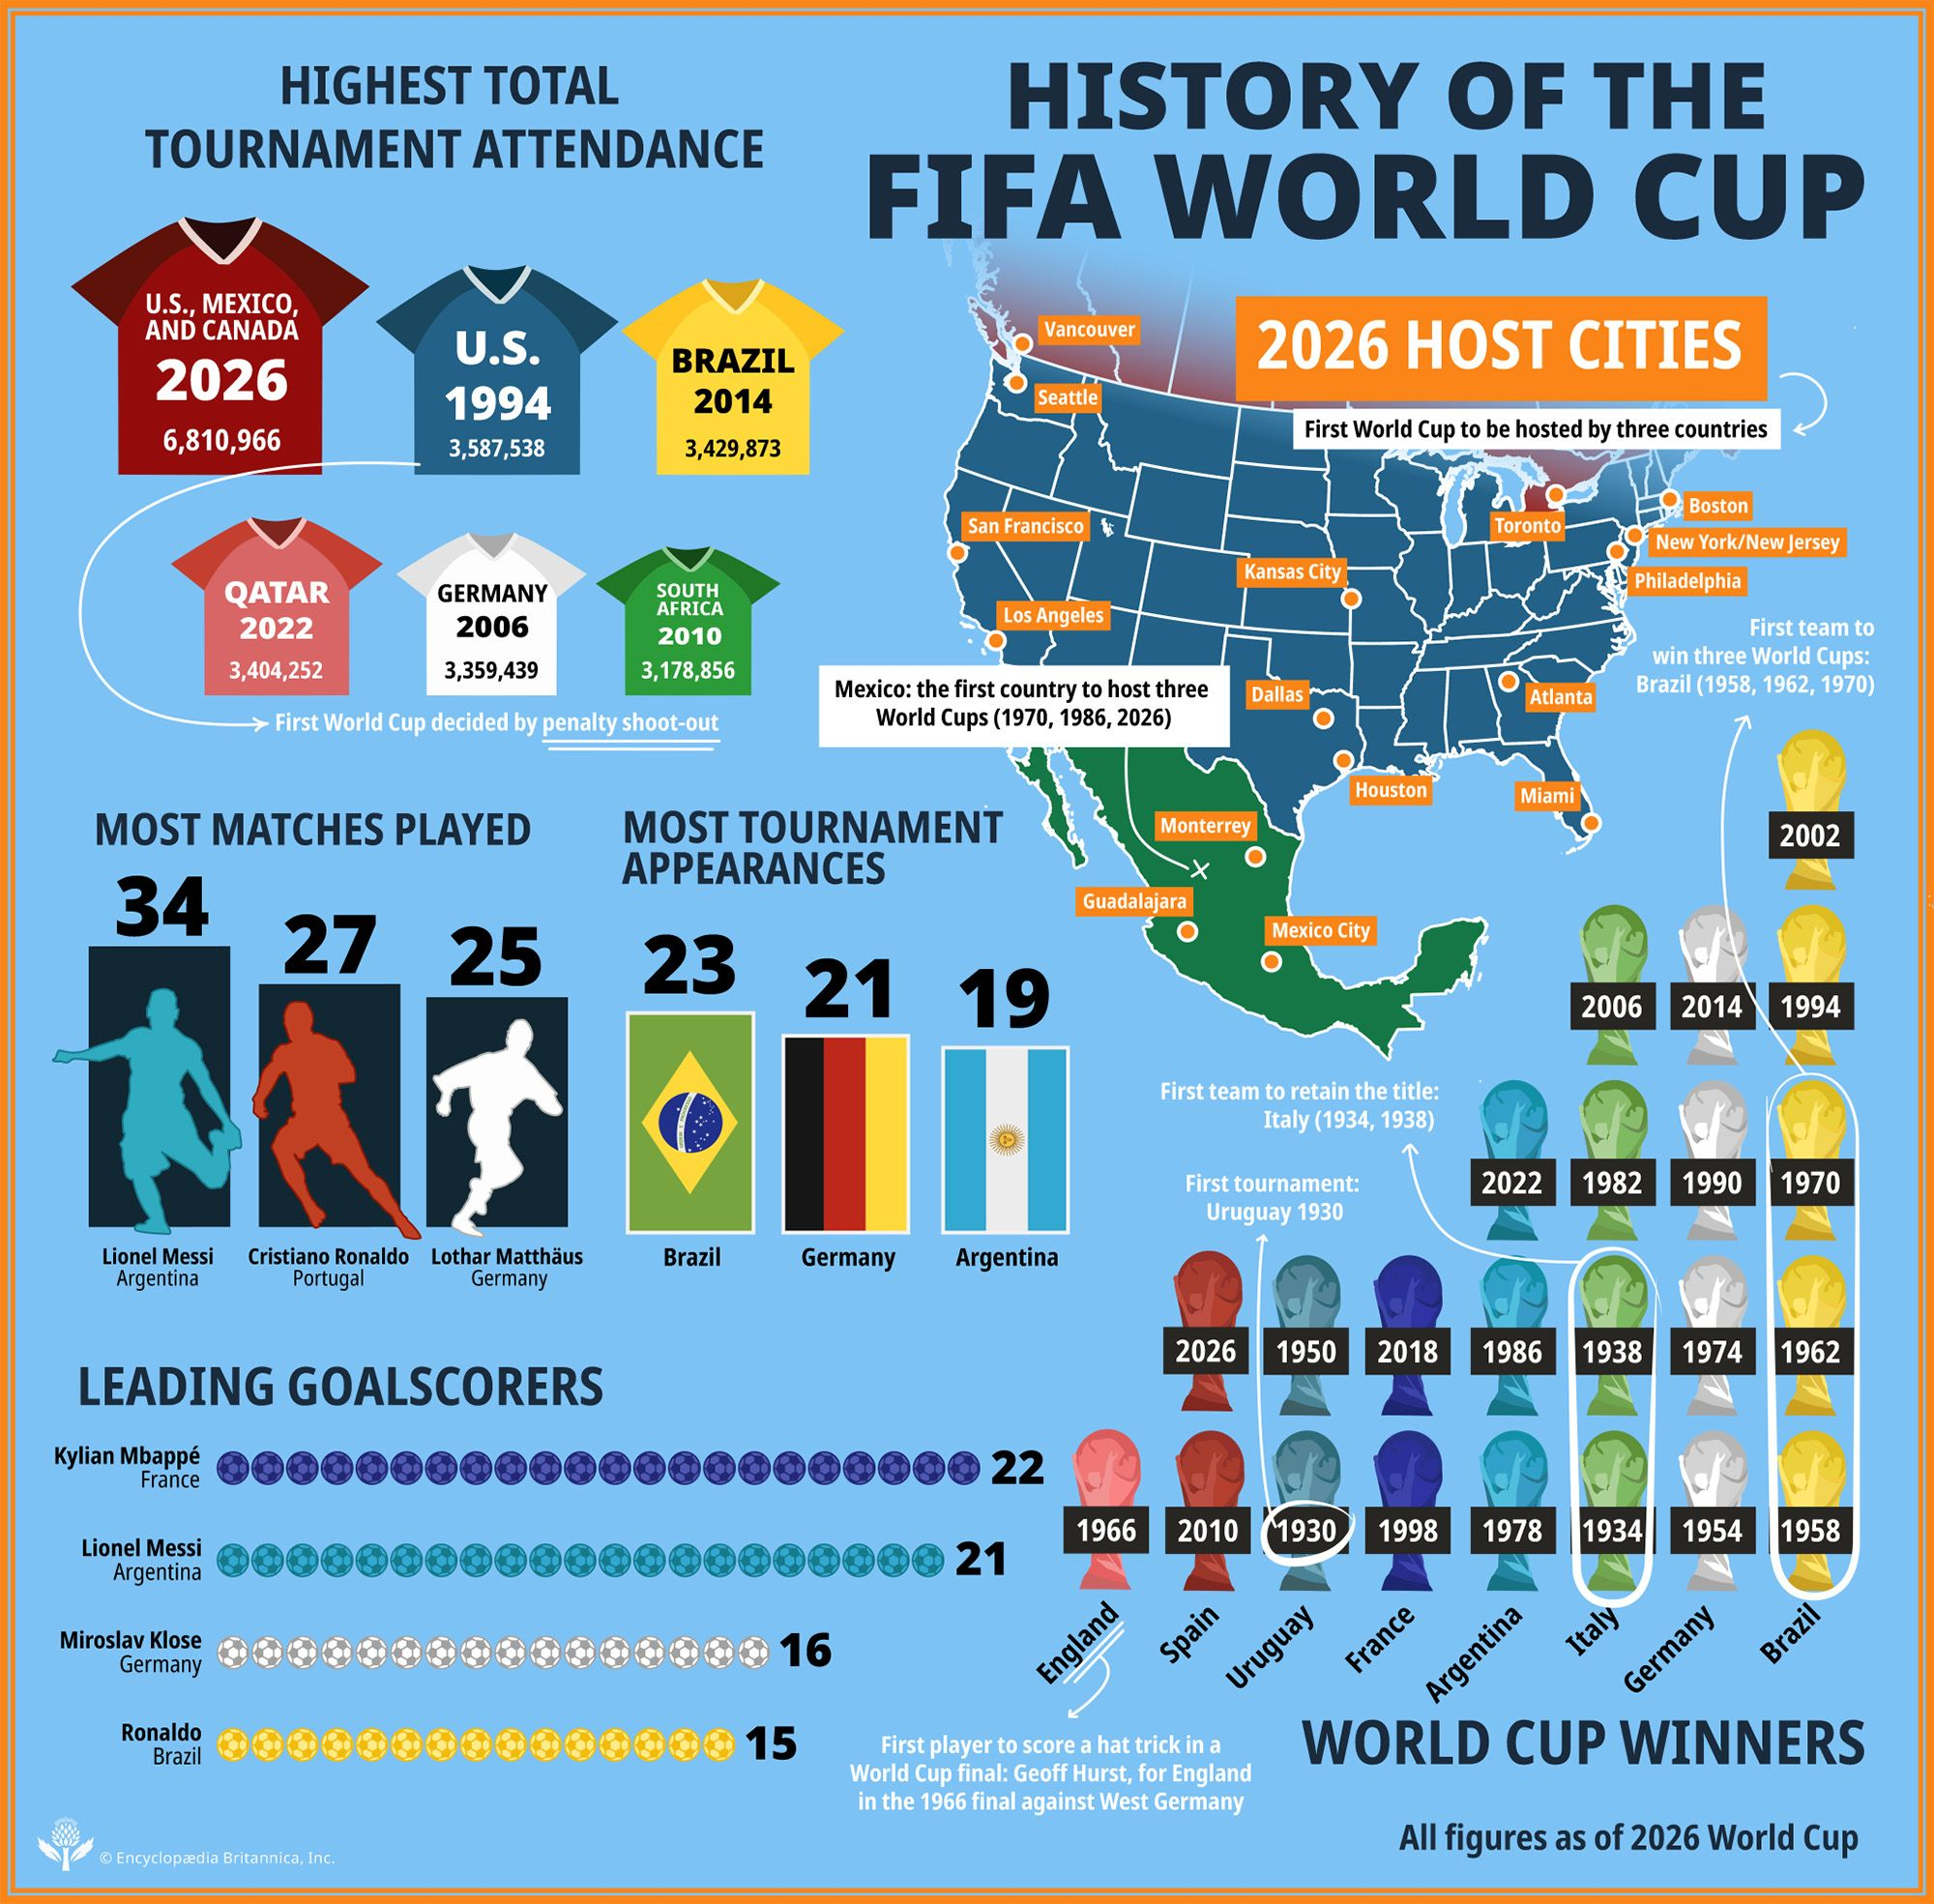 HISTORY OF THE
FIFA WORLD CUP
HIGHEST TOTAL
TOURNAMENT ATTENDANCE
U.S., MEXICO,
AND CANADA
2026
6,810,966
U.S.
1994
3,587,538
BRAZIL
2014
3,429,873
QATAR
2022
3,404,252
GERMANY
2006
3,359,439
SOUTH
AFRICA
2010
3,178,856
First World Cup decided by penalty shoot-out
2026 HOST CITIES
First World Cup to be hosted by three countries
Vancouver
Seattle
San Francisco
Los Angeles
Kansas City
Toronto
Boston
New York/New Jersey
Philadelphia
Dallas
Atlanta
Houston
Miami
Monterrey
Guadalajara
Mexico City
Mexico: the first country to host three
World Cups (1970, 1986, 2026)
MOST MATCHES PLAYED
34
Lionel Messi
Argentina
27
Cristiano Ronaldo
Portugal
25
Lothar Matthäus
Germany
MOST TOURNAMENT
APPEARANCES
23
Brazil
21
Germany
19
Argentina
LEADING GOALSCORERS
Kylian Mbappé
France
22
Lionel Messi
Argentina
21
Miroslav Klose
Germany
16
Ronaldo
Brazil
15
First team to
win three World Cups:
Brazil (1958, 1962, 1970)
First team to retain the title:
Italy (1934, 1938)
First tournament:
Uruguay 1930
2002
2006 2014 1994
2022 1982 1990 1970
2026 1950 2018 1986 1938 1974 1962
1966 2010 1930 1998 1978 1934 1954 1958
England Spain Uruguay France Argentina Italy Germany Brazil
First player to score a hat trick in a
World Cup final: Geoff Hurst, for England
in the 1966 final against West Germany
WORLD CUP WINNERS
All figures as of 2026 World Cup
© Encyclopædia Britannica, Inc.